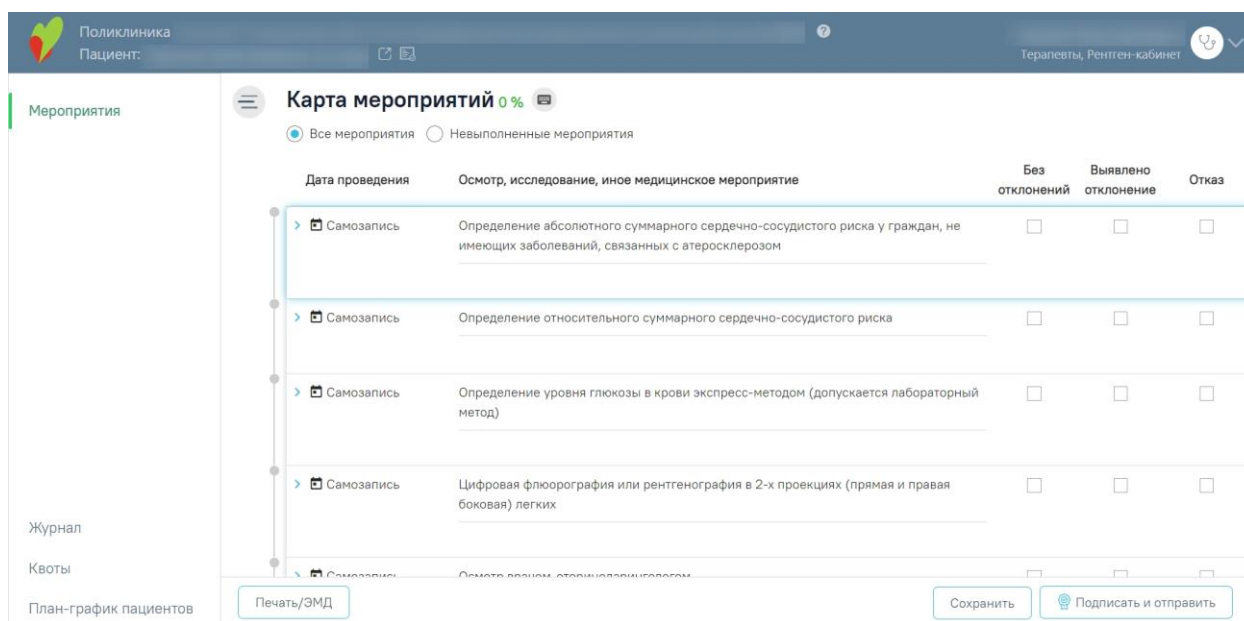 Поликлиника
Пациент:
Терапевты, Рентген-кабинет
Мероприятия
Карта мероприятий 0 %
Все мероприятия Невыполненные мероприятия
Дата проведения Осмотр, исследование, иное медицинское мероприятие Без отклонений Выявлено отклонение Отказ
Самозапись Определение абсолютного суммарного сердечно-сосудистого риска у граждан, не
имеющих заболеваний, связанных с атеросклерозом
Самозапись Определение относительного суммарного сердечно-сосудистого риска
Самозапись Определение уровня глюкозы в крови экспресс-методом (допускается лабораторный
метод)
Самозапись Цифровая флюорография или рентгенография в 2-х проекциях (прямая и правая
боковая) легких
Самозапись Осмотр врачом-оториноларингологом
Журнал
Квоты
План-график пациентов
Печать/ЭМД Сохранить Подписать и отправить